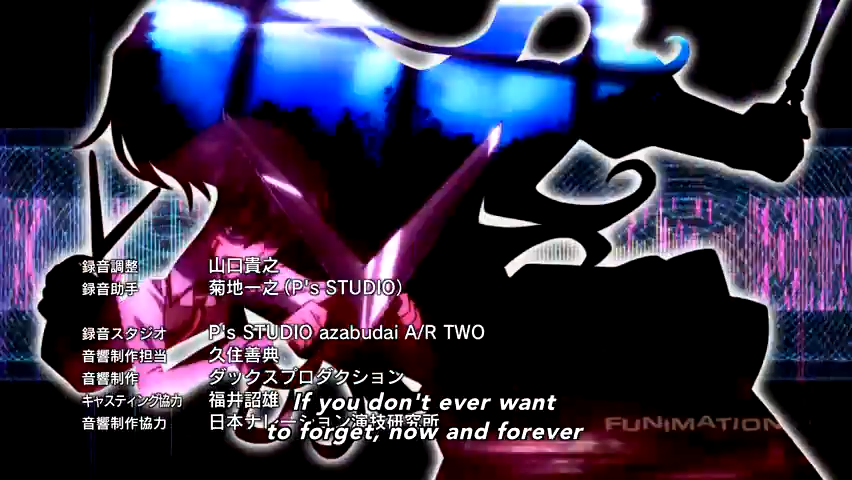 録音調整 山口貴之
録音助手 菊地一之(P's STUDIO)
録音スタジオ P's STUDIO azabudai A/R TWO
音響制作担当 久住善典
音響制作 ダックスプロダクション
キャスティング協力 福井詔雄
音響制作協力 日本ナレーション演技研究所
If you don't ever want
to forget, now and forever
FUNIMATION